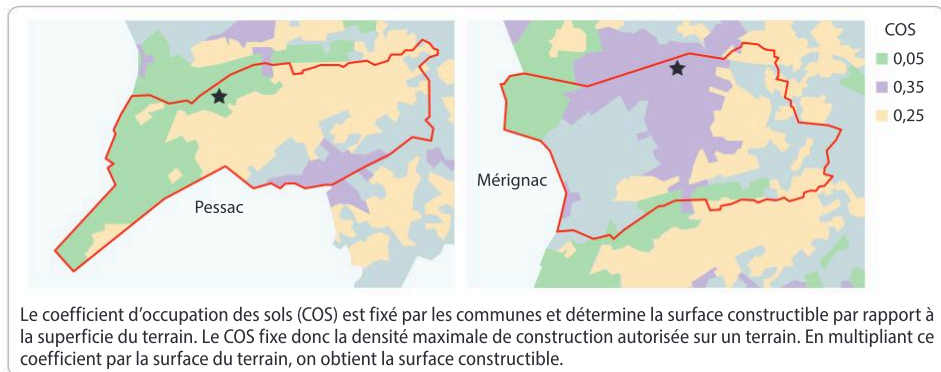 COS
0,05
0,35
0,25
Mérignac
Pessac
Le coefficient d'occupation des sols (COS) est fixé par les communes et détermine la surface constructible par rapport à
la superficie du terrain. Le COS fixe donc la densité maximale de construction autorisée sur un terrain. En multipliant ce
coefficient par la surface du terrain, on obtient la surface constructible.